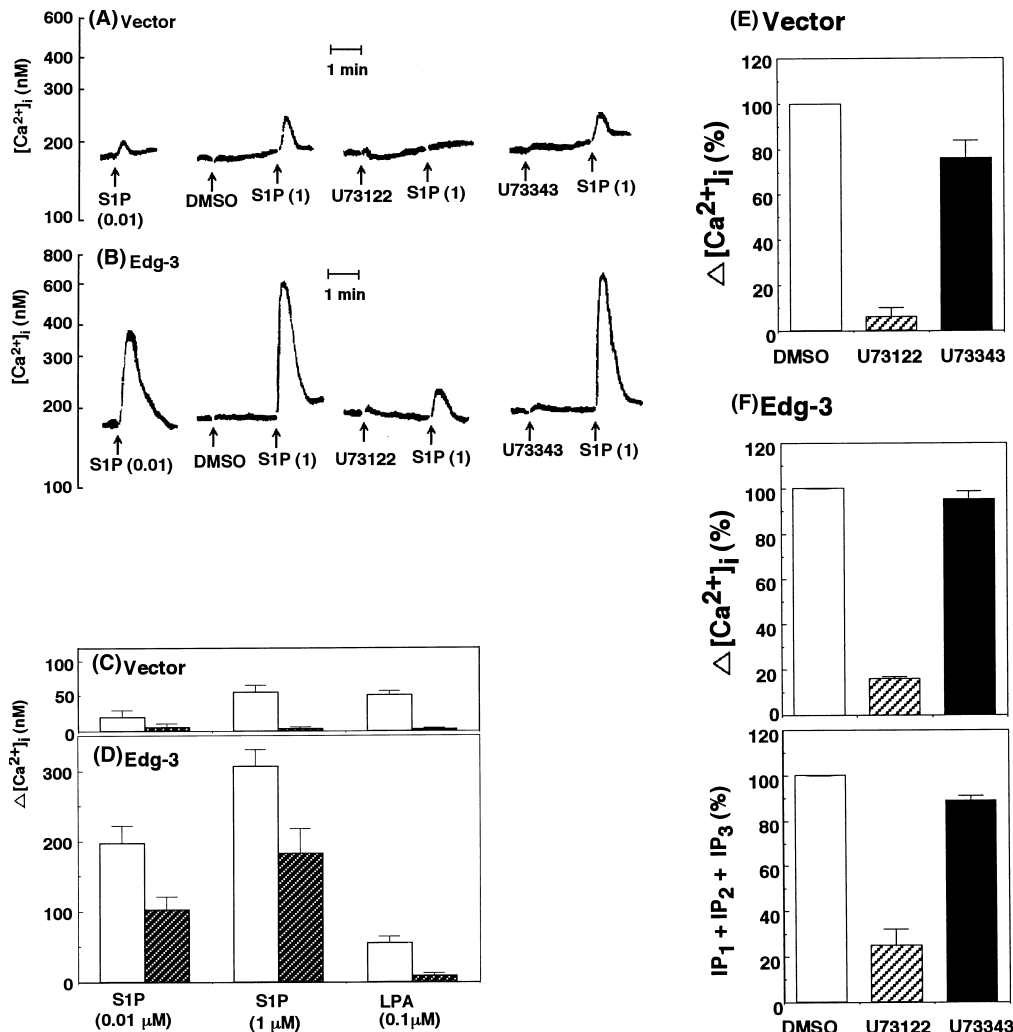 (A) Vector
600
400
300
200
100
[Ca2+]i (nM)
1 min
S1P
(0.01)
DMSO
S1P (1)
U73122
S1P (1)
U73343
S1P (1)
(B) Edg-3
800
600
400
300
200
100
[Ca2+]i (nM)
1 min
S1P (0.01)
DMSO
S1P (1)
U73122
S1P (1)
U73343
S1P (1)
(C) Vector
100
50
0
(D) Edg-3
300
200
100
0
△[Ca2+]i (nM)
S1P
(0.01 µM)
S1P
(1 µM)
LPA
(0.1µM)
(E) Vector
120
100
80
60
40
20
0
△[Ca2+]i (%)
DMSO
U73122
U73343
(F) Edg-3
120
100
80
60
40
20
0
△[Ca2+]i (%)
120
100
80
60
40
20
0
IP1 + IP2 + IP3 (%)
DMSO
U73122
U73343